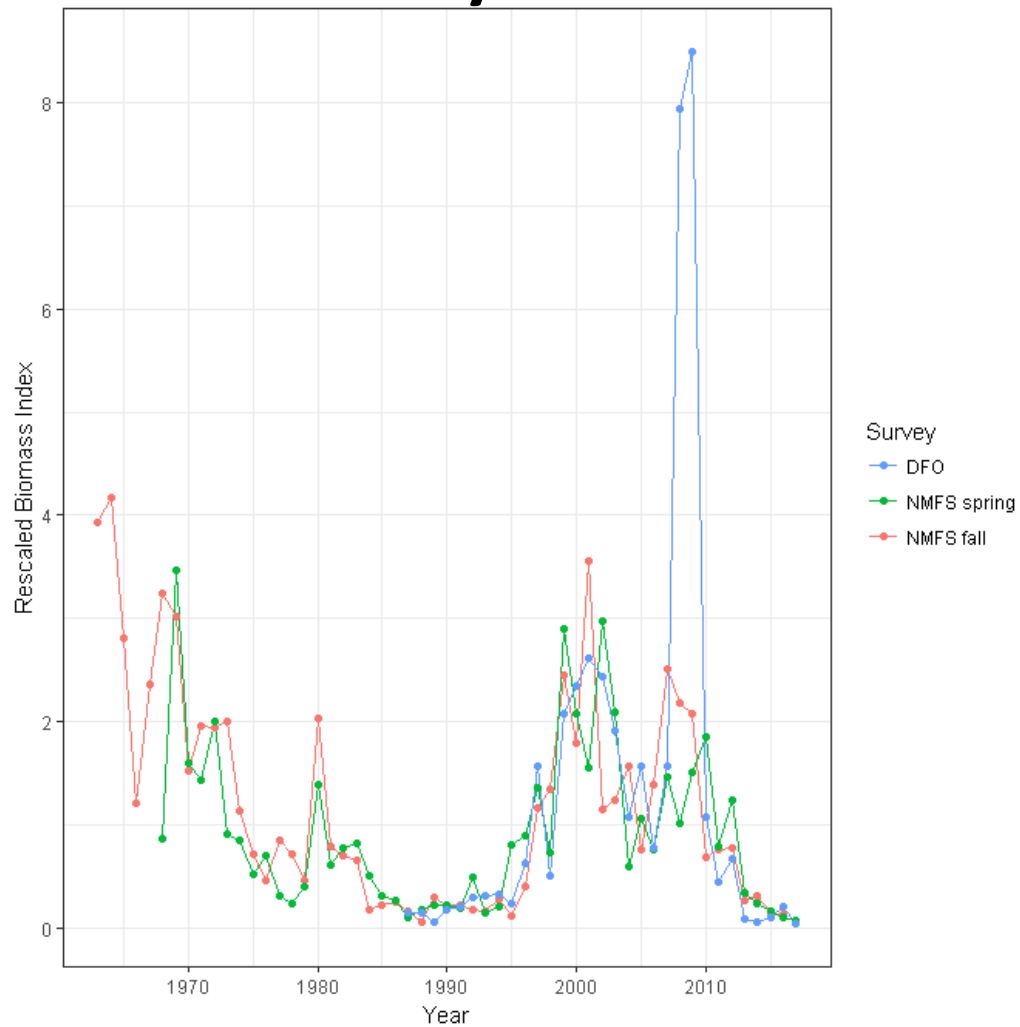 8
6
4
2
0
Rescaled Biomass Index
1970 1980 1990 2000 2010
Year
Survey
DFO
NMFS spring
NMFS fall